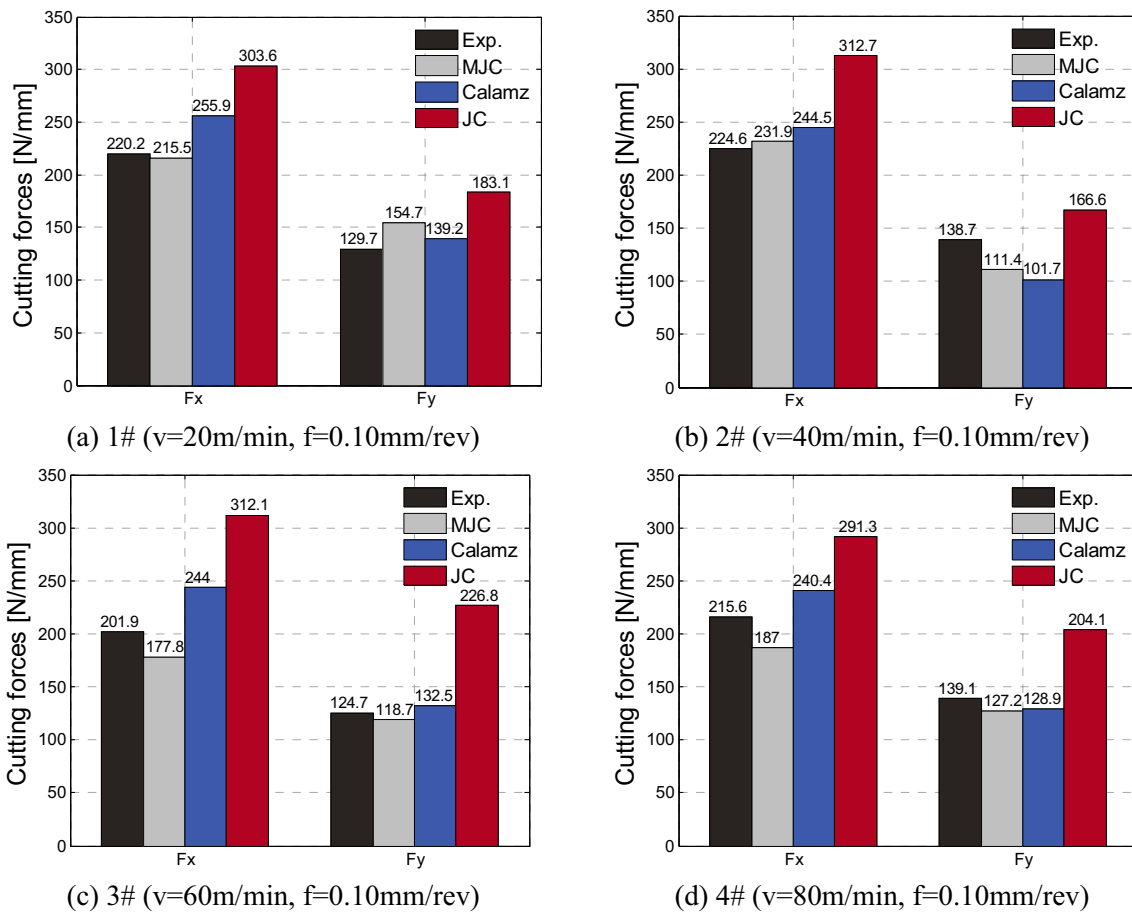 350
300
250
200
150
100
50
0
Cutting forces [N/mm]
Exp.
MJC
Calamz
JC
220.2
215.5
255.9
303.6
129.7
154.7
139.2
183.1
Fx
Fy
(a) 1# (v=20m/min, f=0.10mm/rev)
350
300
250
200
150
100
50
0
Cutting forces [N/mm]
Exp.
MJC
Calamz
JC
224.6
231.9
244.5
312.7
138.7
111.4
101.7
166.6
Fx
Fy
(b) 2# (v=40m/min, f=0.10mm/rev)
350
300
250
200
150
100
50
0
Cutting forces [N/mm]
Exp.
MJC
Calamz
JC
201.9
177.8
244
312.1
124.7
118.7
132.5
226.8
Fx
Fy
(c) 3# (v=60m/min, f=0.10mm/rev)
350
300
250
200
150
100
50
0
Cutting forces [N/mm]
Exp.
MJC
Calamz
JC
215.6
187
240.4
291.3
139.1
127.2
128.9
204.1
Fx
Fy
(d) 4# (v=80m/min, f=0.10mm/rev)